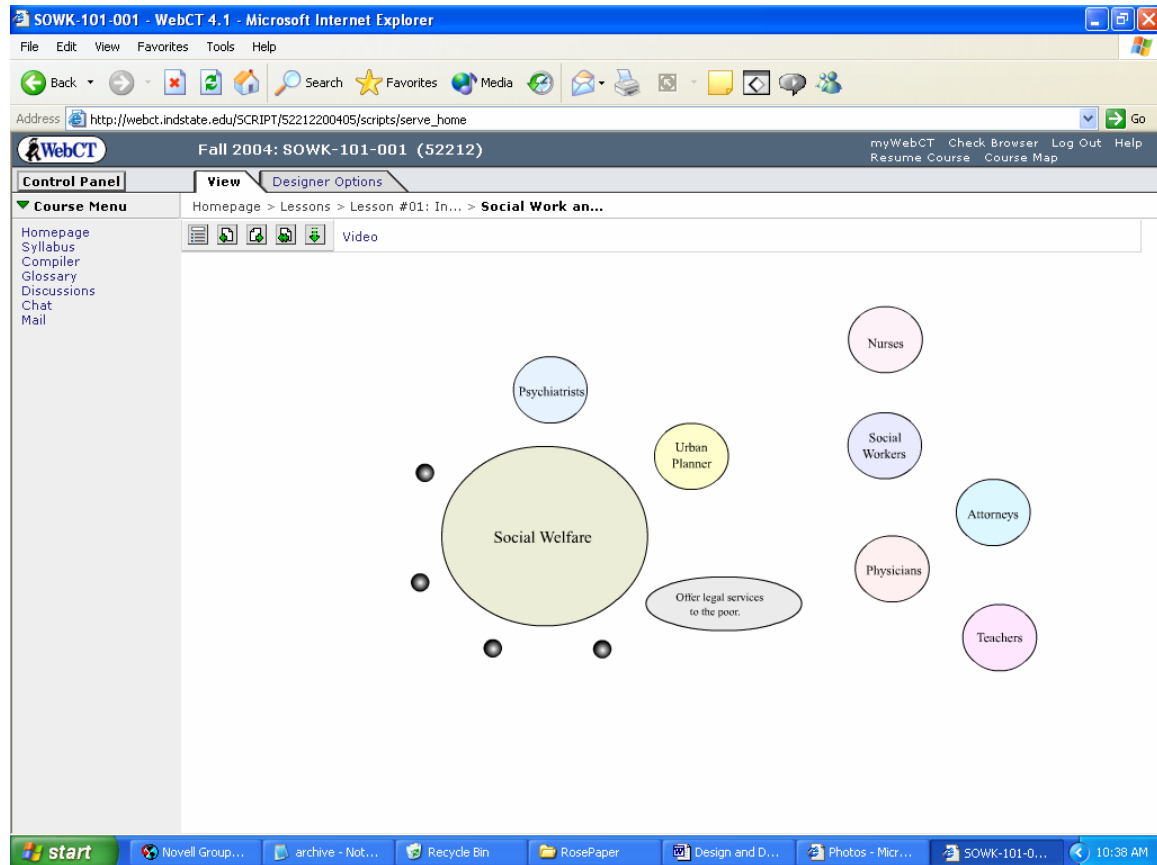 SOWK-101-001 - WebCT 4.1 - Microsoft Internet Explorer
File Edit View Favorites Tools Help
Back Search Favorites Media
Address http://webct.indstate.edu/SCRIPT/52212200405/scripts/serve_home Go
WebCT Fall 2004: SOWK-101-001 (52212) myWebCT Check Browser Log Out Help
Resume Course Course Map
Control Panel View Designer Options
Course Menu Homepage > Lessons > Lesson #01: In... > Social Work an...
Video
Homepage
Syllabus
Compiler
Glossary
Discussions
Chat
Mail
Nurses
Psychiatrists
Urban
Planner
Social
Workers
Attorneys
Social Welfare
Physicians
Offer legal services
to the poor.
Teachers
start Novell Group... archive - Not... Recycle Bin RosePaper Design and D... Photos - Micr... SOWK-101-0... 10:38 AM